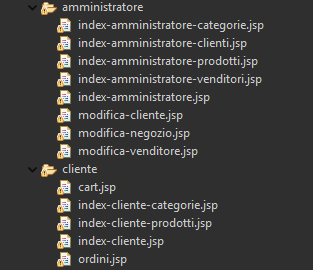 amministratore
index-amministratore-categorie.jsp
index-amministratore-clienti.jsp
index-amministratore-prodotti.jsp
index-amministratore-venditori.jsp
index-amministratore.jsp
modifica-cliente.jsp
modifica-negozio.jsp
modifica-venditore.jsp
cliente
cart.jsp
index-cliente-categorie.jsp
index-cliente-prodotti.jsp
index-cliente.jsp
ordini.jsp